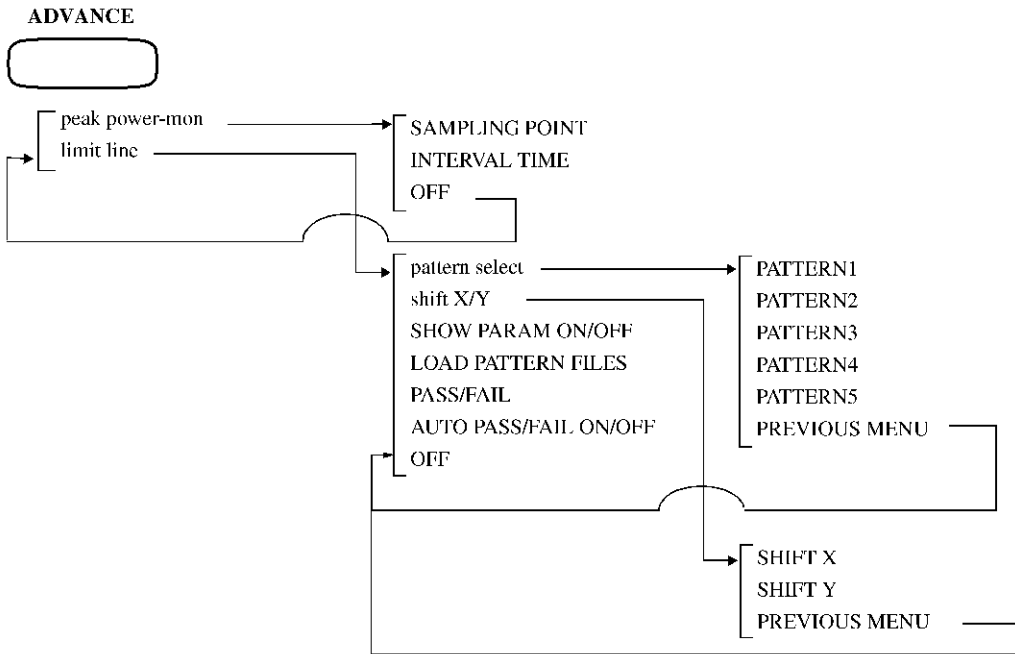 ADVANCE
peak power-mon
limit line
SAMPLING POINT
INTERVAL TIME
OFF
pattern select
shift X/Y
SHOW PARAM ON/OFF
LOAD PATTERN FILES
PASS/FAIL
AUTO PASS/FAIL ON/OFF
OFF
PATTERN1
PATTERN2
PATTERN3
PATTERN4
PATTERN5
PREVIOUS MENU
SHIFT X
SHIFT Y
PREVIOUS MENU